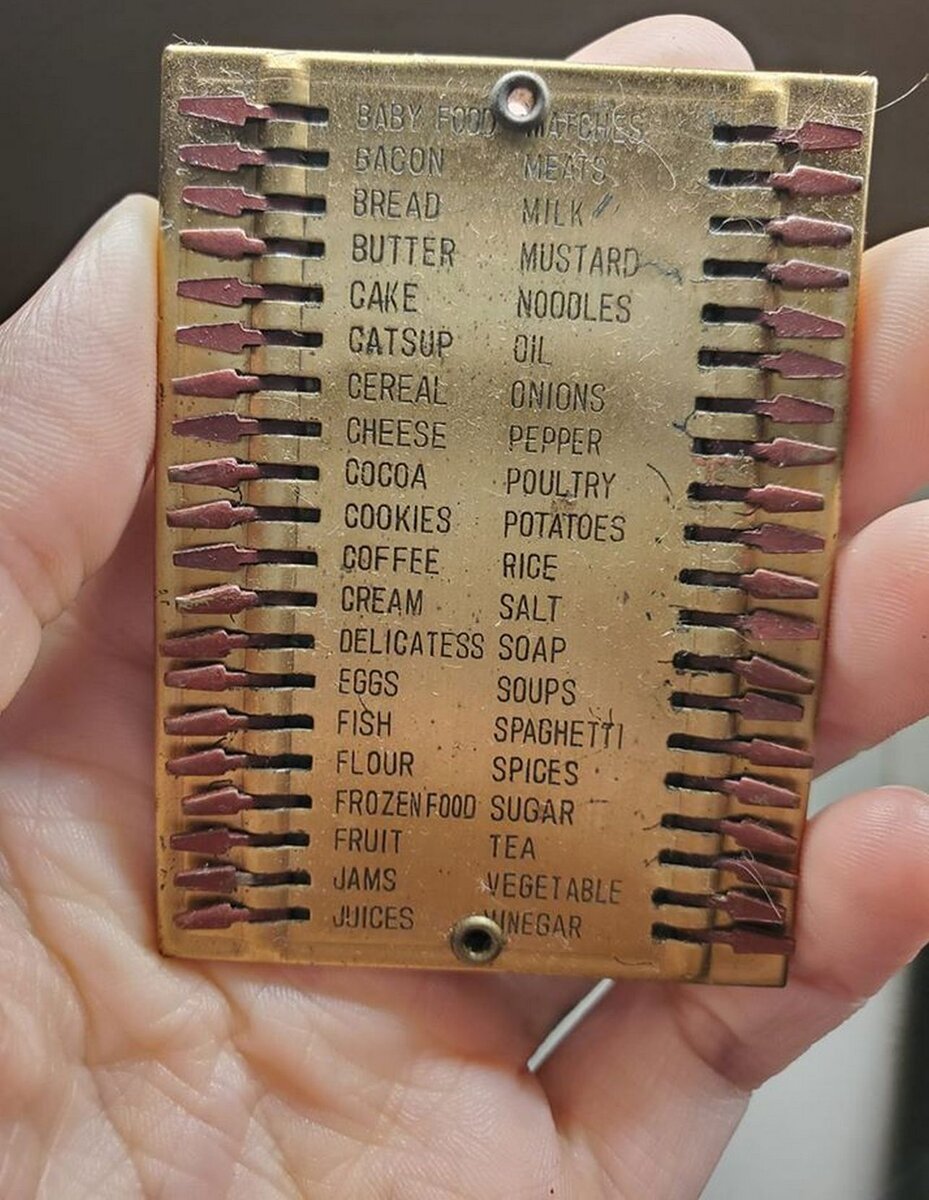 BABY FOOD MATCHES
BACON MEATS
BREAD MILK
BUTTER MUSTARD
CAKE NOODLES
CATSUP OIL
CEREAL ONIONS
CHEESE PEPPER
COCOA POULTRY
COOKIES POTATOES
COFFEE RICE
CREAM SALT
DELICATESS SOAP
EGGS SOUPS
FISH SPAGHETTI
FLOUR SPICES
FROZEN FOOD SUGAR
FRUIT TEA
JAMS VEGETABLE
JUICES VINEGAR